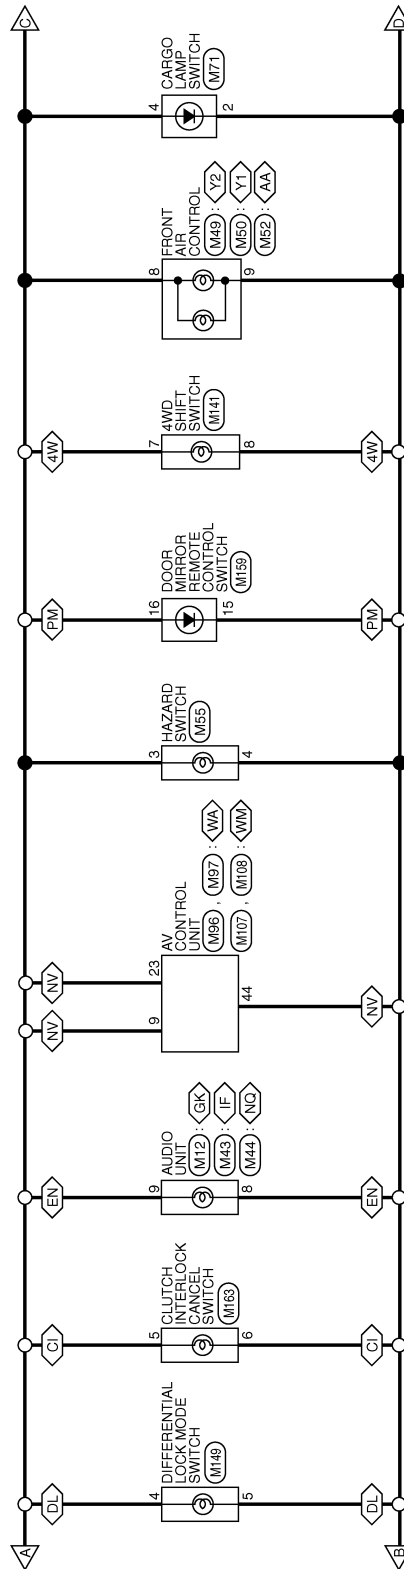 A
B
DL
4
DIFFERENTIAL
LOCK MODE
SWITCH
M149
5
DL
CI
5
CLUTCH
INTERLOCK
CANCEL
SWITCH
M163
6
CI
EN
9
AUDIO
UNIT
M12 : GK
M43 : IF
M44 : NQ
8
EN
NV
NV
9
23
AV
CONTROL
UNIT
M96 , M97 : WA
M107 , M108 : WM
44
NV
3
HAZARD
SWITCH
M55
4
PM
16
DOOR
MIRROR
REMOTE
CONTROL
SWITCH
M159
15
PM
4W
7
4WD
SHIFT
SWITCH
M141
8
4W
8
FRONT
AIR
CONTROL
M49 : Y2
M50 : Y1
M52 : AA
9
4
CARGO
LAMP
SWITCH
M71
2
C
D